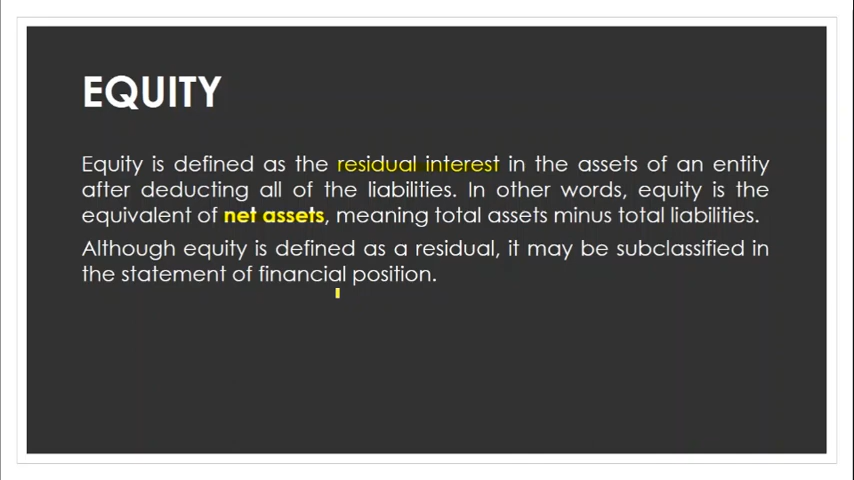 EQUITY
Equity is defined as the residual interest in the assets of an entity
after deducting all of the liabilities. In other words, equity is the
equivalent of net assets, meaning total assets minus total liabilities.
Although equity is defined as a residual, it may be subclassified in
the statement of financial position.